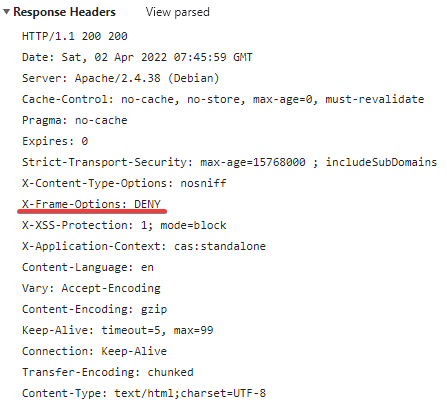 Response Headers View parsed
HTTP/1.1 200 200
Date: Sat, 02 Apr 2022 07:45:59 GMT
Server: Apache/2.4.38 (Debian)
Cache-Control: no-cache, no-store, max-age=0, must-revalidate
Pragma: no-cache
Expires: 0
Strict-Transport-Security: max-age=15768000 ; includeSubDomains
X-Content-Type-Options: nosniff
X-Frame-Options: DENY
X-XSS-Protection: 1; mode=block
X-Application-Context: cas:standalone
Content-Language: en
Vary: Accept-Encoding
Content-Encoding: gzip
Keep-Alive: timeout=5, max=99
Connection: Keep-Alive
Transfer-Encoding: chunked
Content-Type: text/html;charset=UTF-8